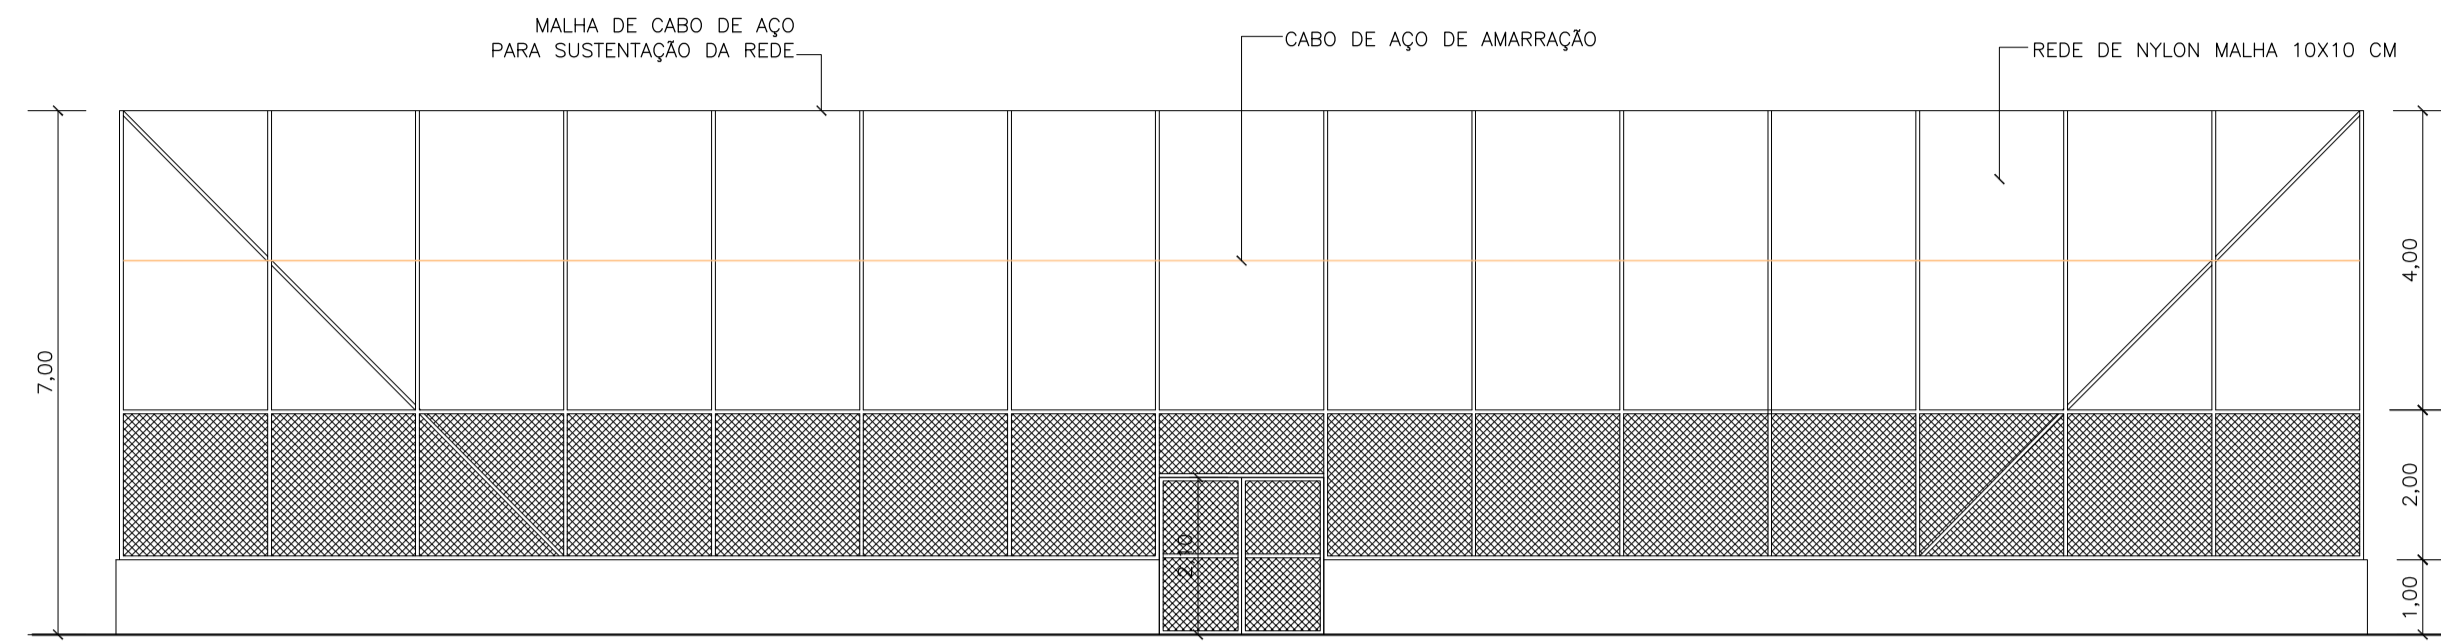 MALHA DE CABO DE AÇO
PARA SUSTENTAÇÃO DA REDE
CABO DE AÇO DE AMARRAÇÃO
REDE DE NYLON MALHA 10X10 CM
7,00
4,00
2,00
2,10
1,00